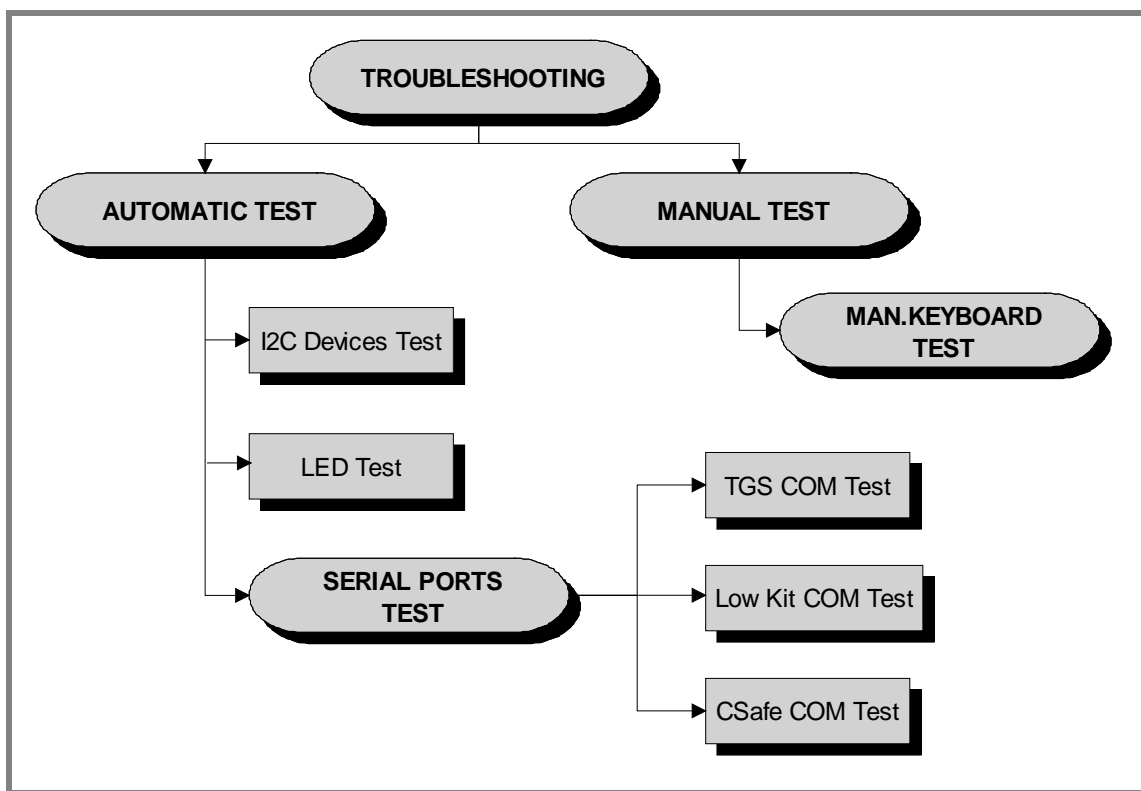 TROUBLESHOOTING
AUTOMATIC TEST
MANUAL TEST
I2C Devices Test
MAN.KEYBOARD
TEST
LED Test
TGS COM Test
SERIAL PORTS
TEST
Low Kit COM Test
CSafe COM Test